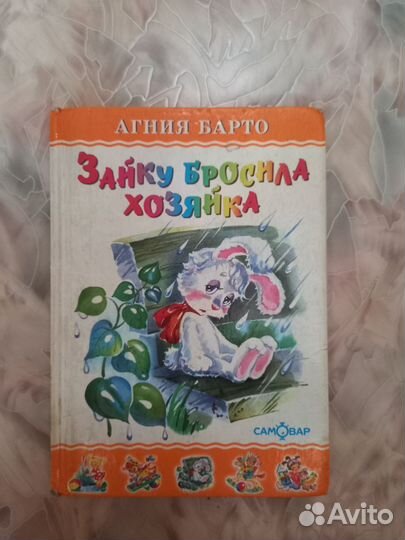 АГНИЯ БАРТО
ЗАЙКУ БРОСИЛА
ХОЗЯЙКА
САМОВАР
Avito